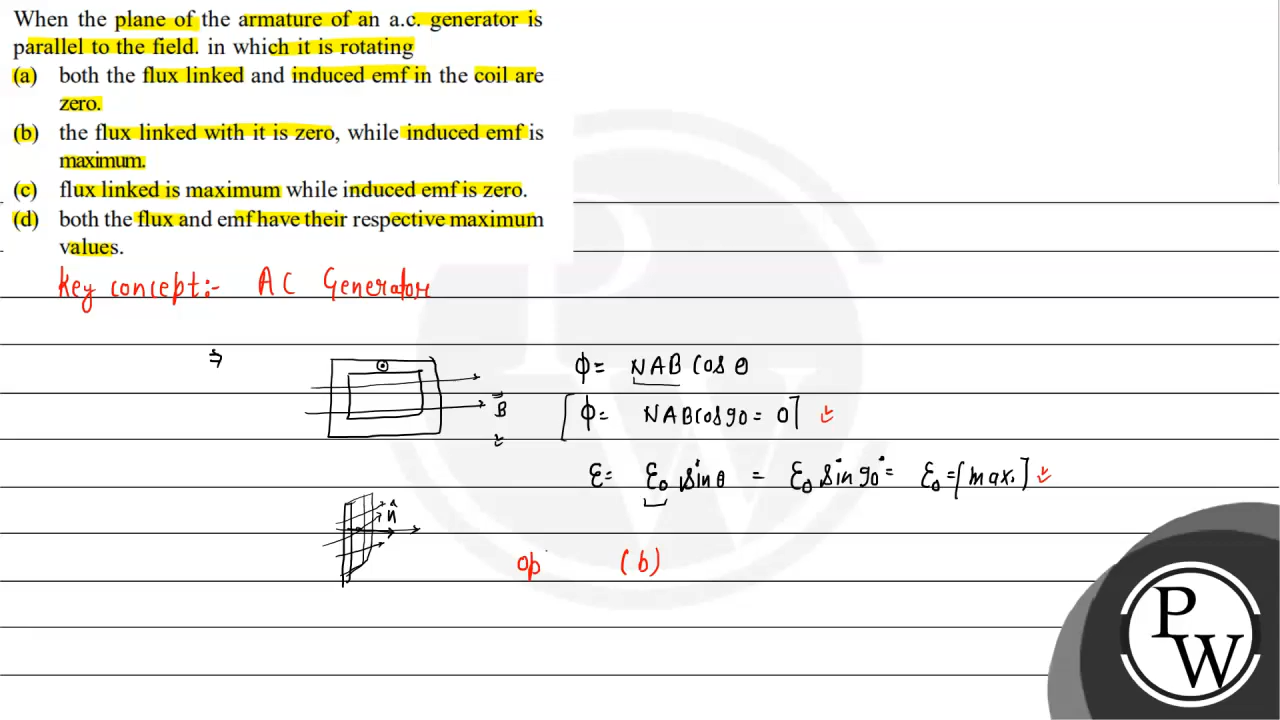 When the plane of the armature of an a.c. generator is
parallel to the field. in which it is rotating
(a) both the flux linked and induced emf in the coil are
zero.
(b) the flux linked with it is zero, while induced emf is
maximum.
(c) flux linked is maximum while induced emf is zero.
(d) both the flux and emf have their respective maximum
values.
Key concept:- AC Generator
⇒
ϕ = NAB cos θ
B
ϕ = NAB cos 90 = 0
ε = ε₀ sin θ = ε₀ sin 90° = ε₀ = [max.]
n̂
op (b)
PW